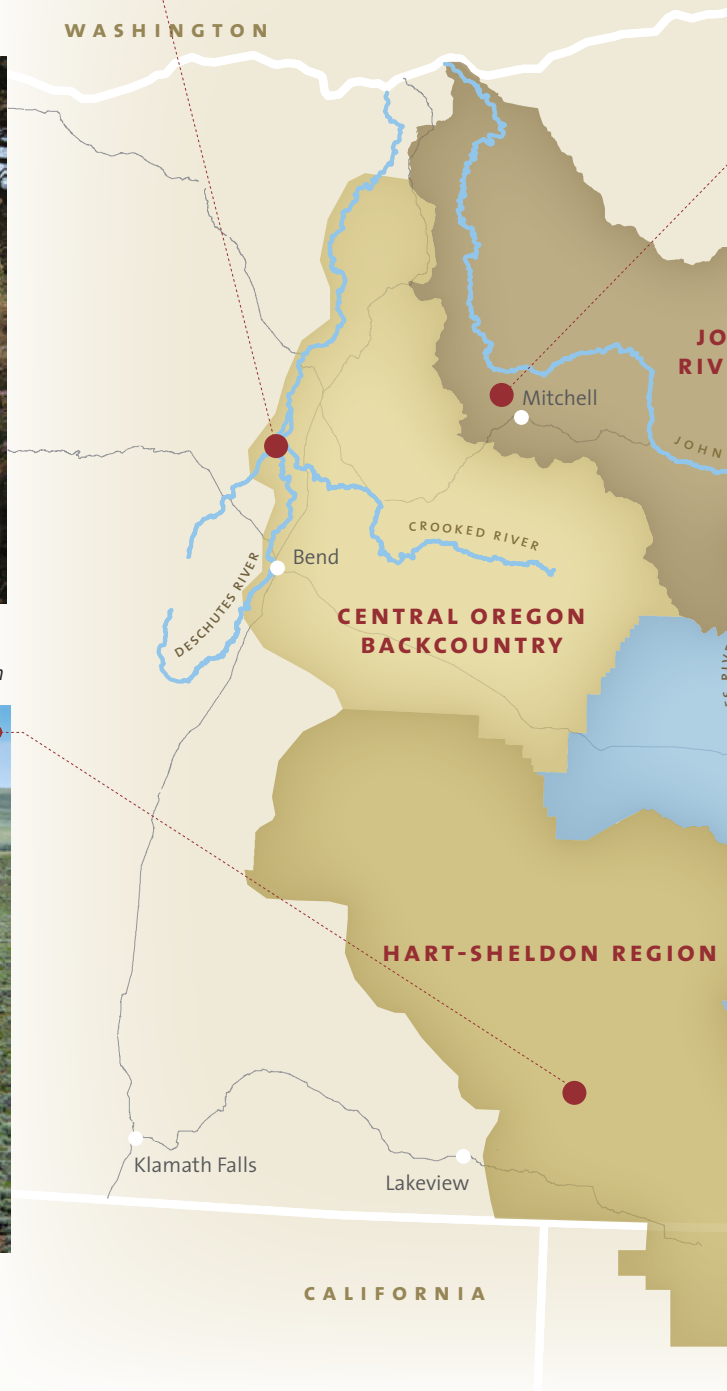 WASHINGTON
JO
RIV
Mitchell
JOHN
CROOKED RIVER
Bend
DESCHUTES RIVER
CENTRAL OREGON
BACKCOUNTRY
HART-SHELDON REGION
Klamath Falls
Lakeview
CALIFORNIA